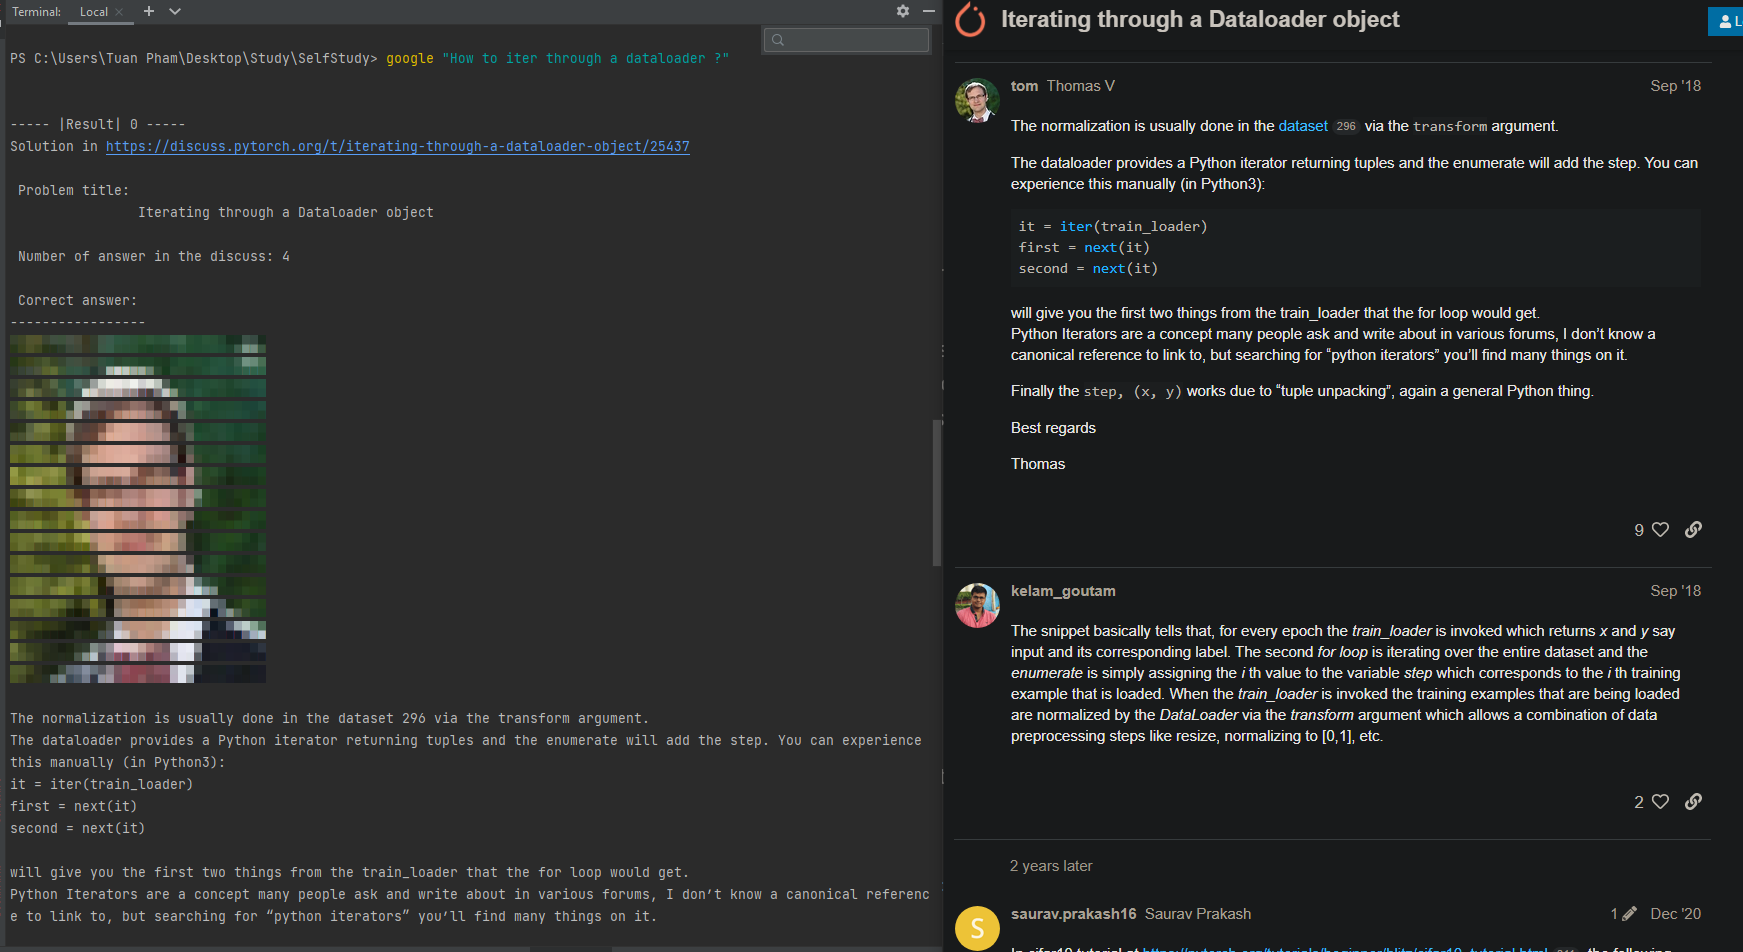 Terminal: Local
PS C:\Users\Tuan Pham\Desktop\Study\SelfStudy> google "How to iter through a dataloader ?"
----- |Result| 0 -----
Solution in https://discuss.pytorch.org/t/iterating-through-a-dataloader-object/25437
Problem title:
Iterating through a Dataloader object
Number of answer in the discuss: 4
Correct answer:
-----------------
The normalization is usually done in the dataset 296 via the transform argument.
The dataloader provides a Python iterator returning tuples and the enumerate will add the step. You can experience
this manually (in Python3):
it = iter(train_loader)
first = next(it)
second = next(it)
will give you the first two things from the train_loader that the for loop would get.
Python Iterators are a concept many people ask and write about in various forums, I don’t know a canonical referenc
e to link to, but searching for “python iterators” you’ll find many things on it.
Iterating through a Dataloader object
L
tom Thomas V Sep '18
The normalization is usually done in the dataset 296 via the transform argument.
The dataloader provides a Python iterator returning tuples and the enumerate will add the step. You can
experience this manually (in Python3):
it = iter(train_loader)
first = next(it)
second = next(it)
will give you the first two things from the train_loader that the for loop would get.
Python Iterators are a concept many people ask and write about in various forums, I don’t know a
canonical reference to link to, but searching for “python iterators” you’ll find many things on it.
Finally the step, (x, y) works due to “tuple unpacking”, again a general Python thing.
Best regards
Thomas
9
kelam_goutam Sep '18
The snippet basically tells that, for every epoch the train_loader is invoked which returns x and y say
input and its corresponding label. The second for loop is iterating over the entire dataset and the
enumerate is simply assigning the i th value to the variable step which corresponds to the i th training
example that is loaded. When the train_loader is invoked the training examples that are being loaded
are normalized by the DataLoader via the transform argument which allows a combination of data
preprocessing steps like resize, normalizing to [0,1], etc.
2
2 years later
S
saurav.prakash16 Saurav Prakash 1 Dec '20
In cifar10 tutorial at https://pytorch.org/tutorials/beginner/blitz/cifar10_tutorial.html the following